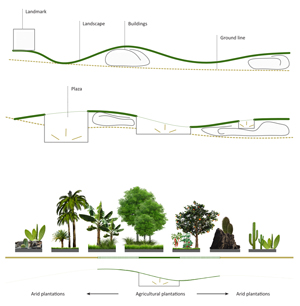 Landmark
Landscape
Buildings
Ground line
Plaza
Arid plantations
Agricultural plantations
Arid plantations